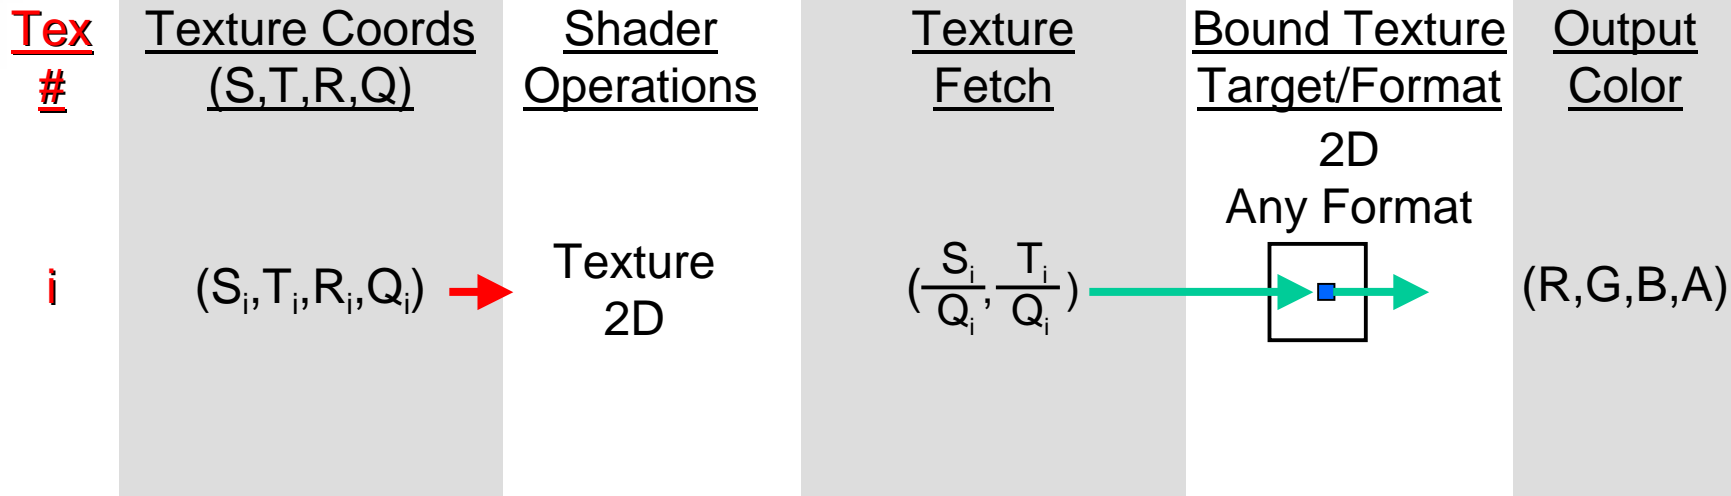 Tex Texture Coords Shader Texture Bound Texture Output
# (S,T,R,Q) Operations Fetch Target/Format Color
2D
Any Format
i (Si,Ti,Ri,Qi) Texture 2D (Si/Qi, Ti/Qi) (R,G,B,A)